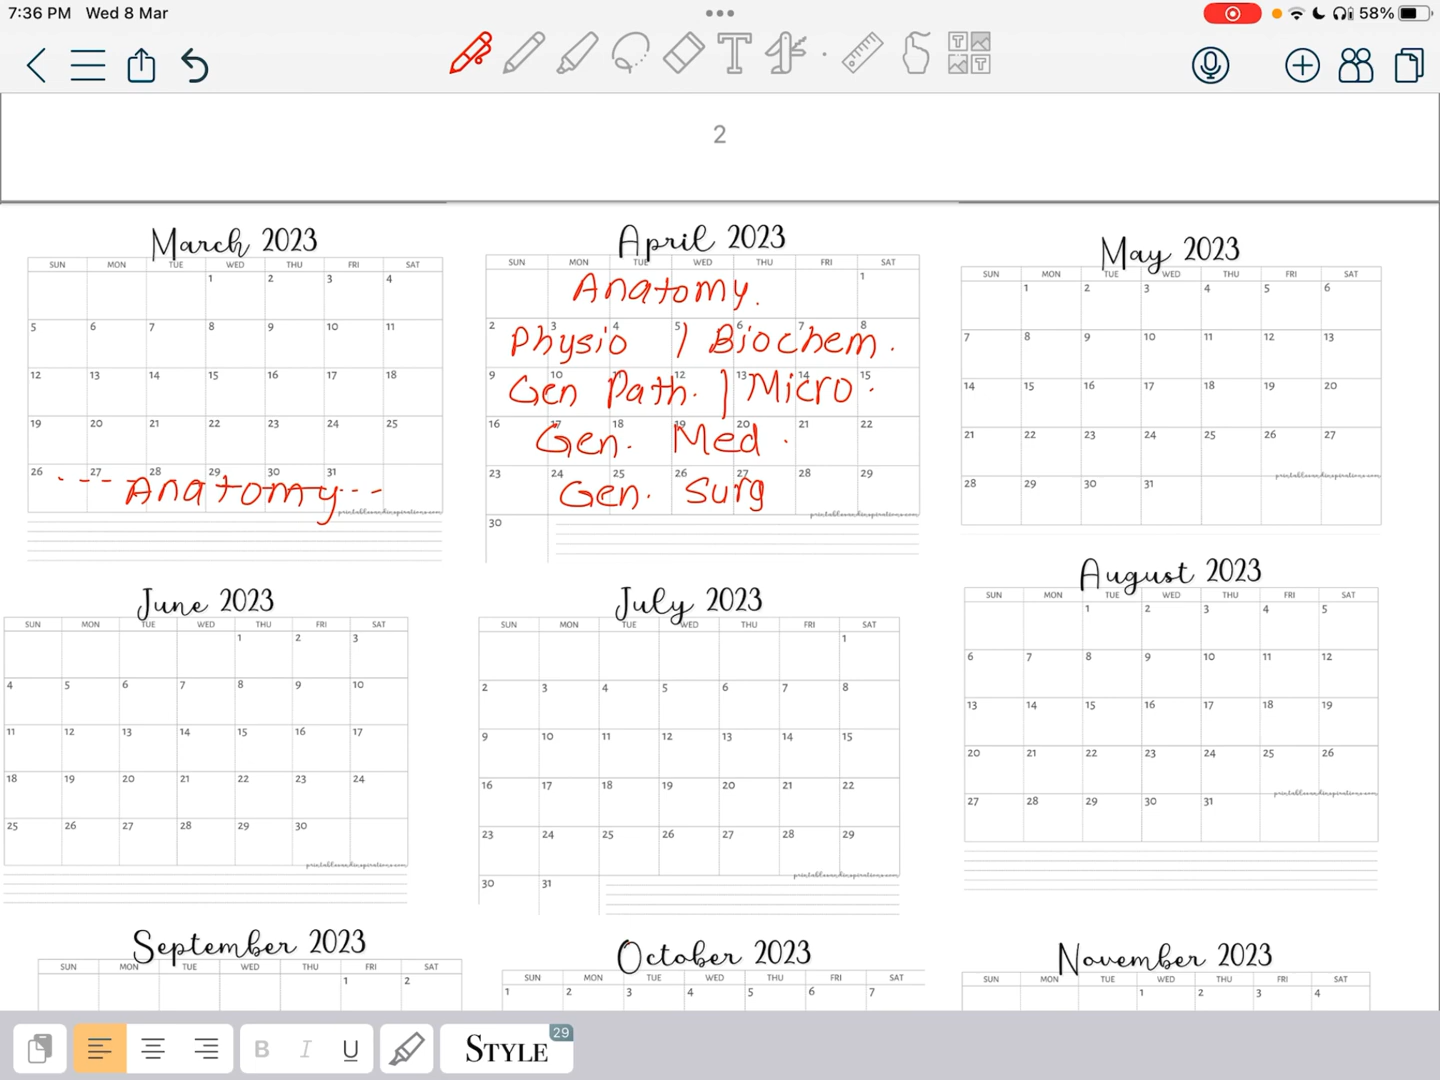 7:36 PM Wed 8 Mar 58%
2
March 2023
SUN MON TUE WED THU FRI SAT
1 2 3 4
5 6 7 8 9 10 11
12 13 14 15 16 17 18
19 20 21 22 23 24 25
26 27 28 29 30 31
--- Anatomy ---
printablesandinspirations.com
April 2023
SUN MON TUE WED THU FRI SAT
1
Anatomy.
2 3 4 5 6 7 8
Physio / Biochem.
9 10 11 12 13 14 15
Gen Path. | Micro.
16 17 18 19 20 21 22
Gen. Med.
23 24 25 26 27 28 29
Gen. Surg
printablesandinspirations.com
30
May 2023
SUN MON TUE WED THU FRI SAT
1 2 3 4 5 6
7 8 9 10 11 12 13
14 15 16 17 18 19 20
21 22 23 24 25 26 27
printablesandinspirations.com
28 29 30 31
June 2023
SUN MON TUE WED THU FRI SAT
1 2 3
4 5 6 7 8 9 10
11 12 13 14 15 16 17
18 19 20 21 22 23 24
25 26 27 28 29 30
printablesandinspirations.com
July 2023
SUN MON TUE WED THU FRI SAT
1
2 3 4 5 6 7 8
9 10 11 12 13 14 15
16 17 18 19 20 21 22
23 24 25 26 27 28 29
printablesandinspirations.com
30 31
August 2023
SUN MON TUE WED THU FRI SAT
1 2 3 4 5
6 7 8 9 10 11 12
13 14 15 16 17 18 19
20 21 22 23 24 25 26
printablesandinspirations.com
27 28 29 30 31
September 2023
SUN MON TUE WED THU FRI SAT
1 2
October 2023
SUN MON TUE WED THU FRI SAT
1 2 3 4 5 6 7
November 2023
SUN MON TUE WED THU FRI SAT
1 2 3 4
B I U STYLE 29